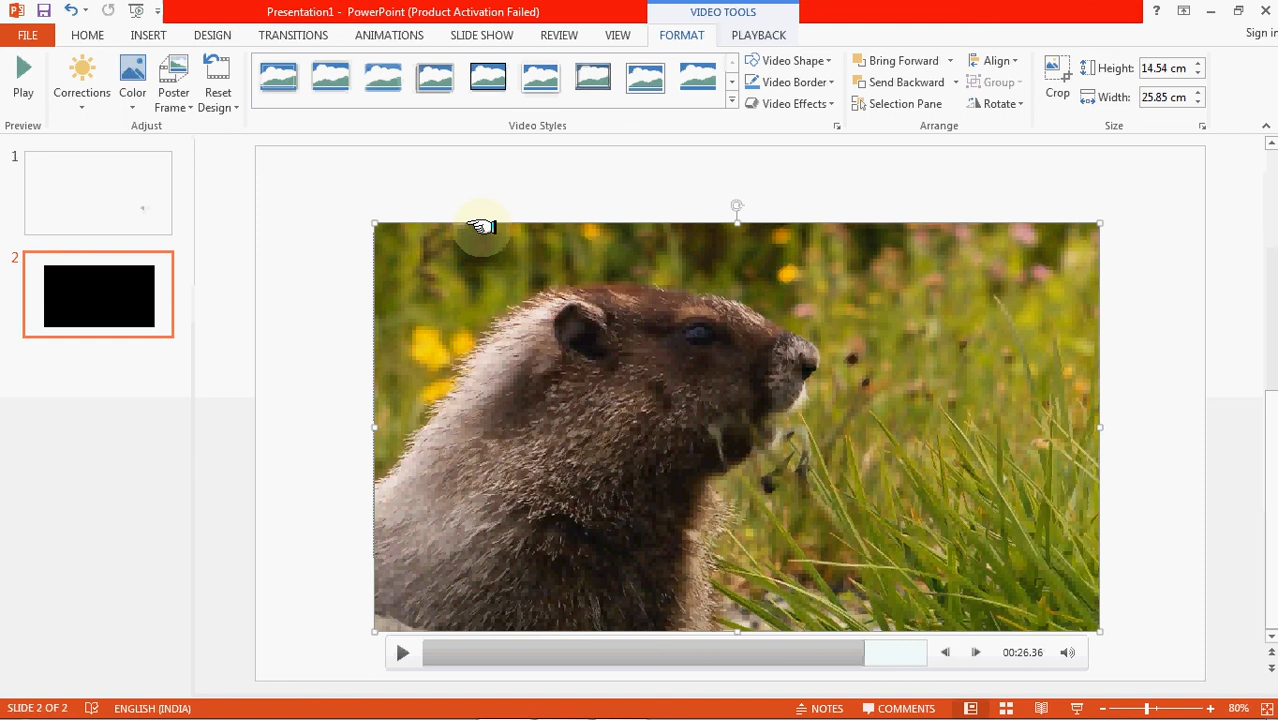 Presentation1 - PowerPoint (Product Activation Failed)
VIDEO TOOLS
?
FILE
HOME
INSERT
DESIGN
TRANSITIONS
ANIMATIONS
SLIDE SHOW
REVIEW
VIEW
FORMAT
PLAYBACK
Sign in
Play
Corrections
Color
Poster
Frame
Reset
Design
Video Shape
Video Border
Video Effects
Bring Forward
Send Backward
Selection Pane
Align
Group
Rotate
Crop
Height: 14.54 cm
Width: 25.85 cm
Preview
Adjust
Video Styles
Arrange
Size
1
2
00:26.36
SLIDE 2 OF 2
ENGLISH (INDIA)
NOTES
COMMENTS
80%